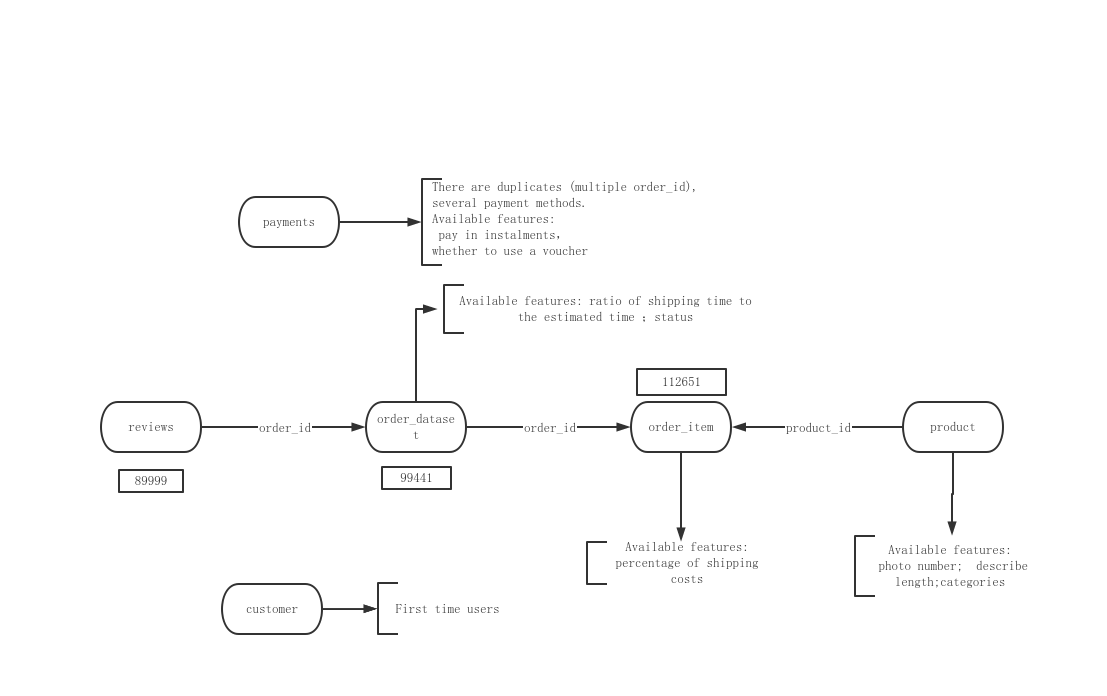 There are duplicates (multiple order_id),
several payment methods.
Available features:
pay in instalments,
whether to use a voucher
payments
Available features: ratio of shipping time to
the estimated time ; status
112651
reviews
order_id
order_datase
t
order_id
order_item
product_id
product
89999
99441
Available features:
percentage of shipping
costs
Available features:
photo number; describe
length;categories
customer
First time users